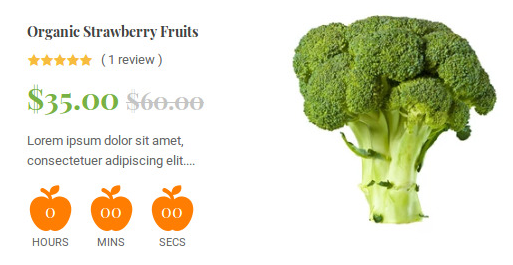 Organic Strawberry Fruits
( 1 review )
$35.00 $60.00
Lorem ipsum dolor sit amet,
consectetuer adipiscing elit....
0 00 00
HOURS MINS SECS